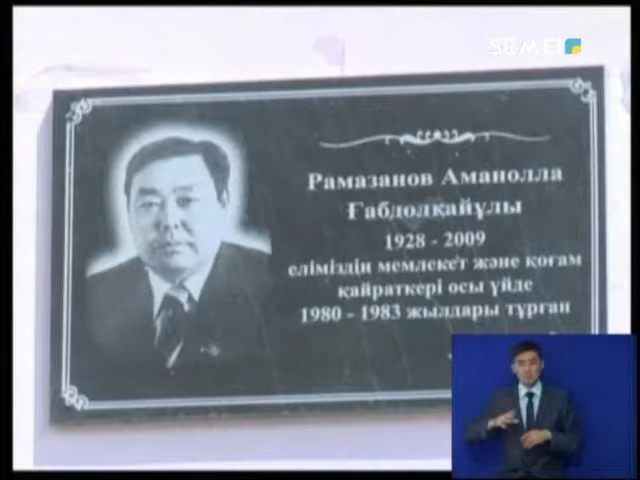 SEMEI
Рамазанов Аманолла
Ғабдолқайұлы
1928 - 2009
еліміздің мемлекет және қоғам
қайраткері осы үйде
1980 - 1983 жылдары тұрған